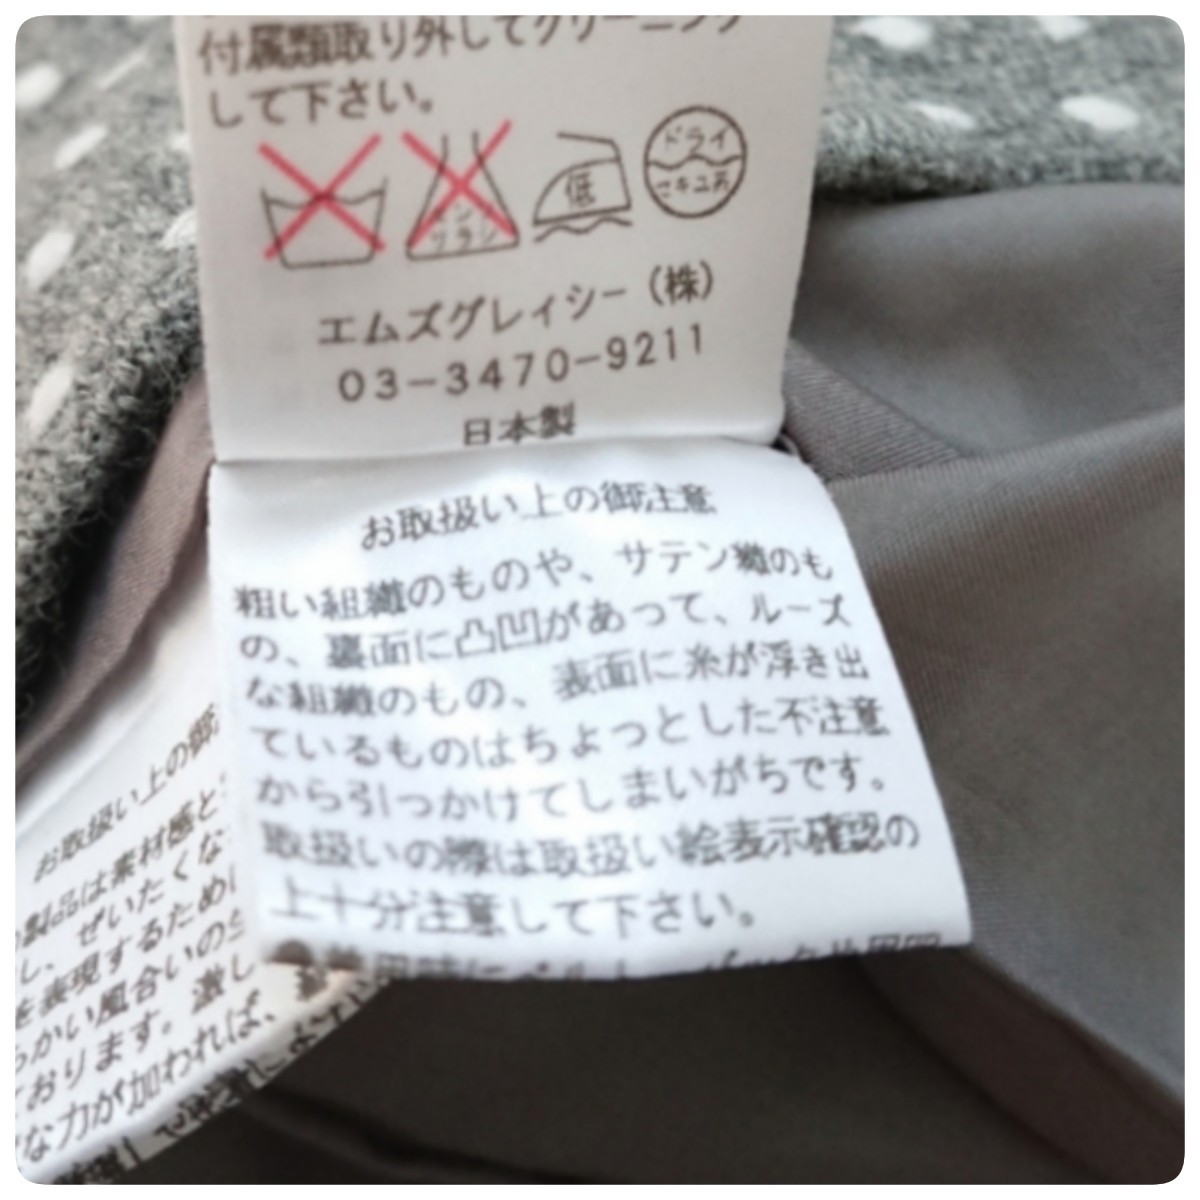 付属類取り外してクリーニング
して下さい。
エンソ
サラシ
低
ドライ
セキユ系
エムズグレィシー（株）
03-3470-9211
日本製
お取扱い上の御注意
粗い組織のものや、サテン織のも
の、裏面に凸凹があって、ルーズ
な組織のもの、表面に糸が浮き出
ているものはちょっとした不注意
から引っかけてしまいがちです。
取扱いの際は取扱い絵表示確認の
上十分注意して下さい。
お取扱い上の御
製品は素材感と
し、ぜいたくな
を表現するため
らかい風合いの
ております。激し
な力が加われば、